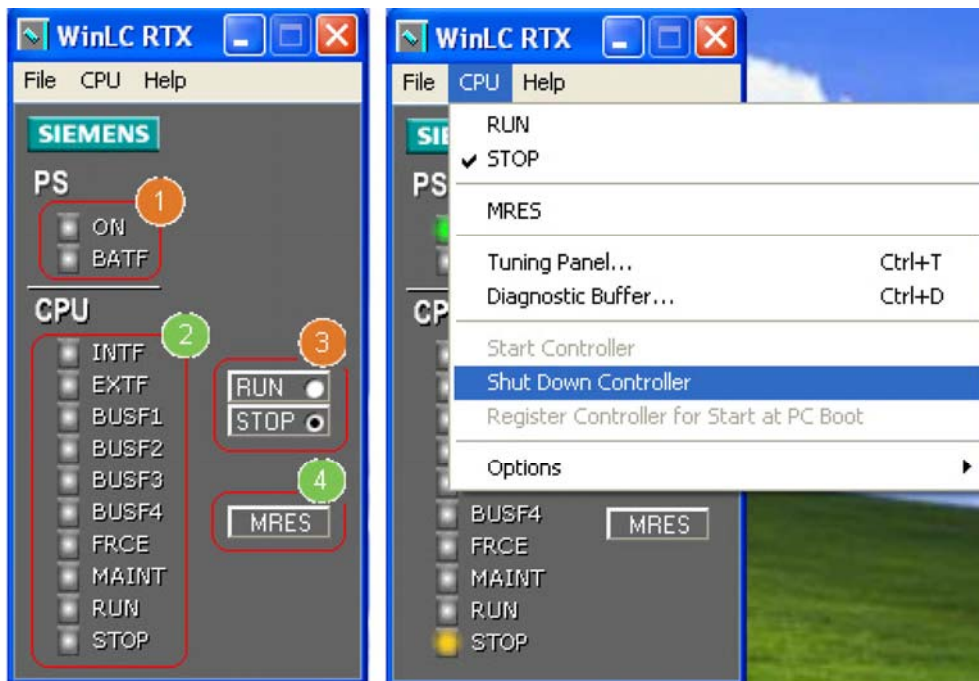 WinLC RTX
File CPU Help
SIEMENS
PS
1
ON
BATF
CPU
2
INTF
EXTF
BUSF1
BUSF2
BUSF3
BUSF4
FRCE
MAINT
RUN
STOP
3
RUN
STOP
4
MRES
WinLC RTX
File CPU Help
SIE
PS
CP
RUN
STOP
MRES
Tuning Panel... Ctrl+T
Diagnostic Buffer... Ctrl+D
Start Controller
Shut Down Controller
Register Controller for Start at PC Boot
Options
BUSF4
MRES
FRCE
MAINT
RUN
STOP